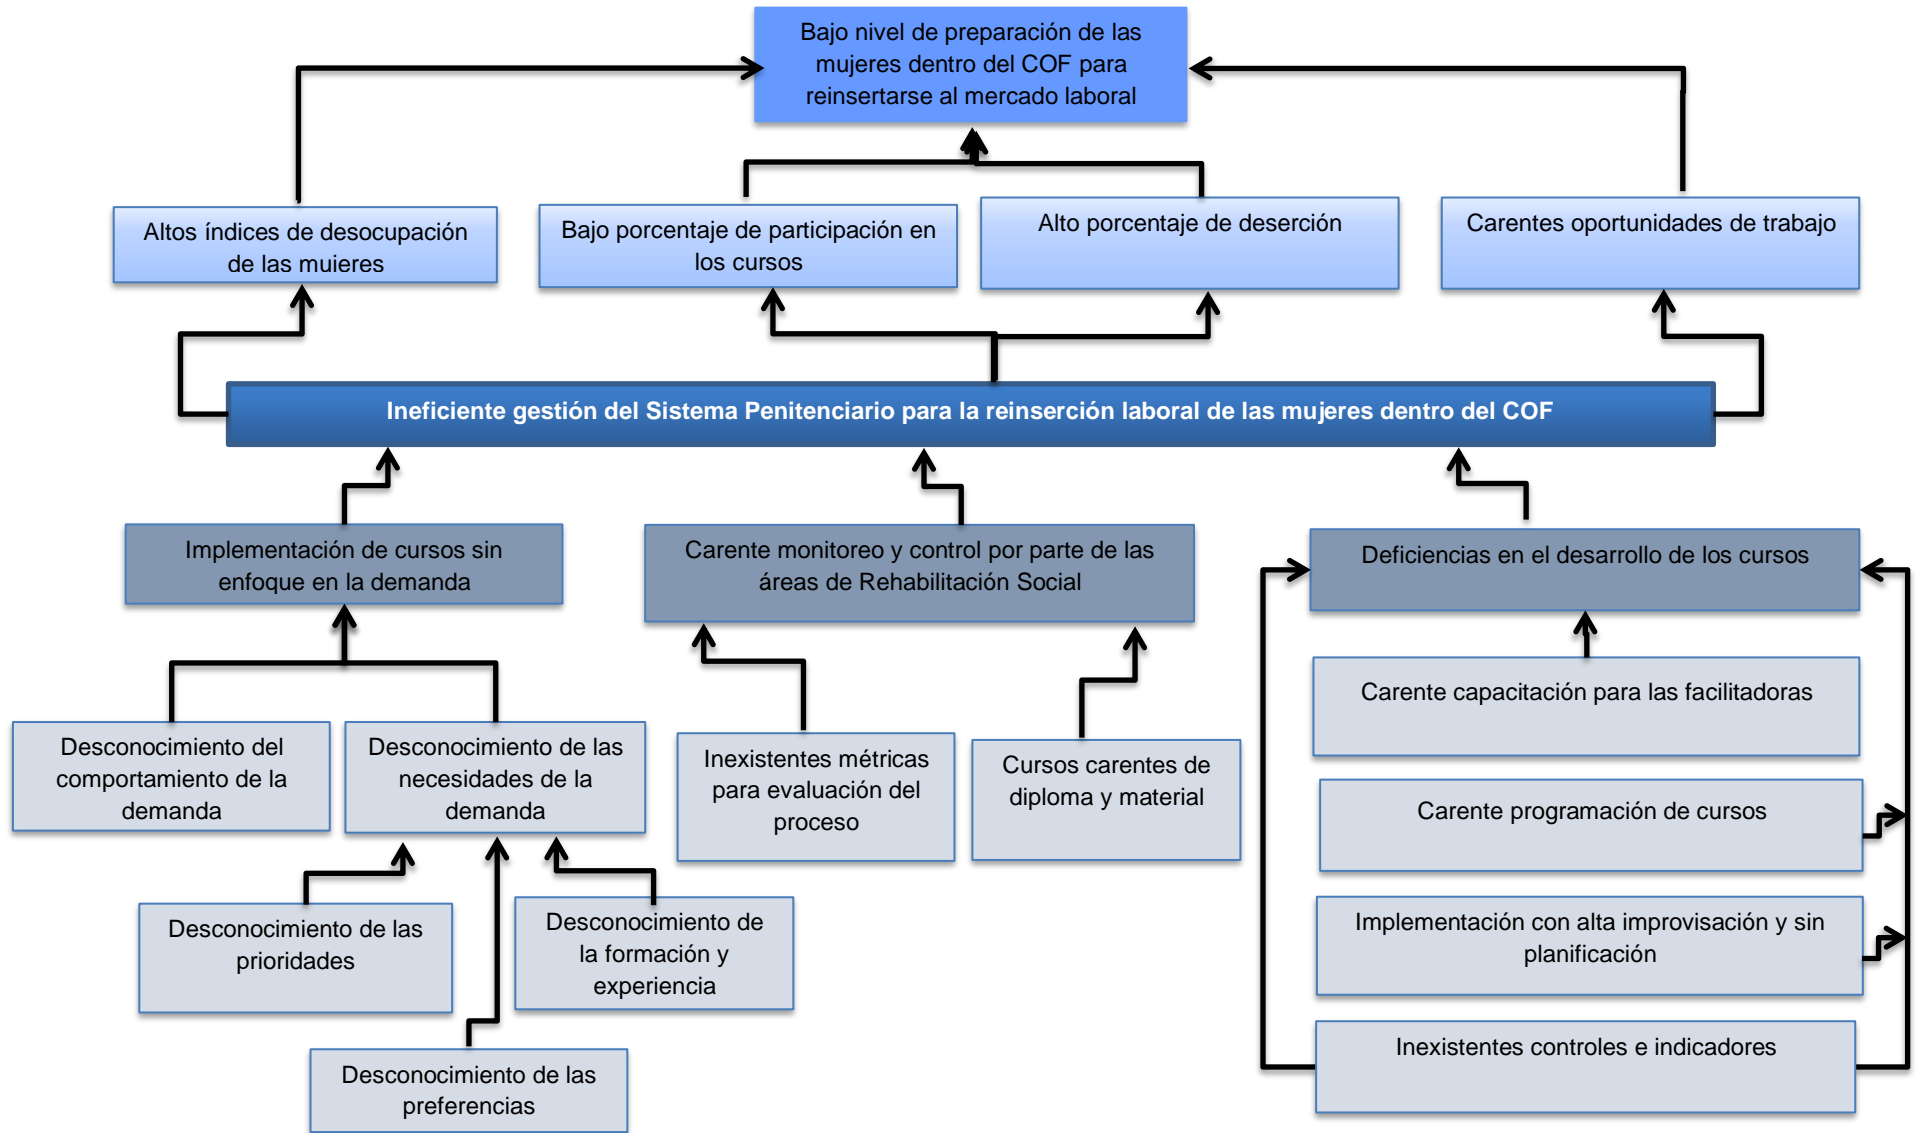 Bajo nivel de preparación de las
mujeres dentro del COF para
reinsertarse al mercado laboral
Altos índices de desocupación
de las mujeres
Bajo porcentaje de participación en
los cursos
Alto porcentaje de deserción
Carentes oportunidades de trabajo
Ineficiente gestión del Sistema Penitenciario para la reinserción laboral de las mujeres dentro del COF
Implementación de cursos sin
enfoque en la demanda
Carente monitoreo y control por parte de las
áreas de Rehabilitación Social
Deficiencias en el desarrollo de los cursos
Desconocimiento del
comportamiento de la
demanda
Desconocimiento de las
necesidades de la
demanda
Inexistentes métricas
para evaluación del
proceso
Cursos carentes de
diploma y material
Carente capacitación para las facilitadoras
Carente programación de cursos
Implementación con alta improvisación y sin
planificación
Inexistentes controles e indicadores
Desconocimiento de las
prioridades
Desconocimiento de
la formación y
experiencia
Desconocimiento de las
preferencias